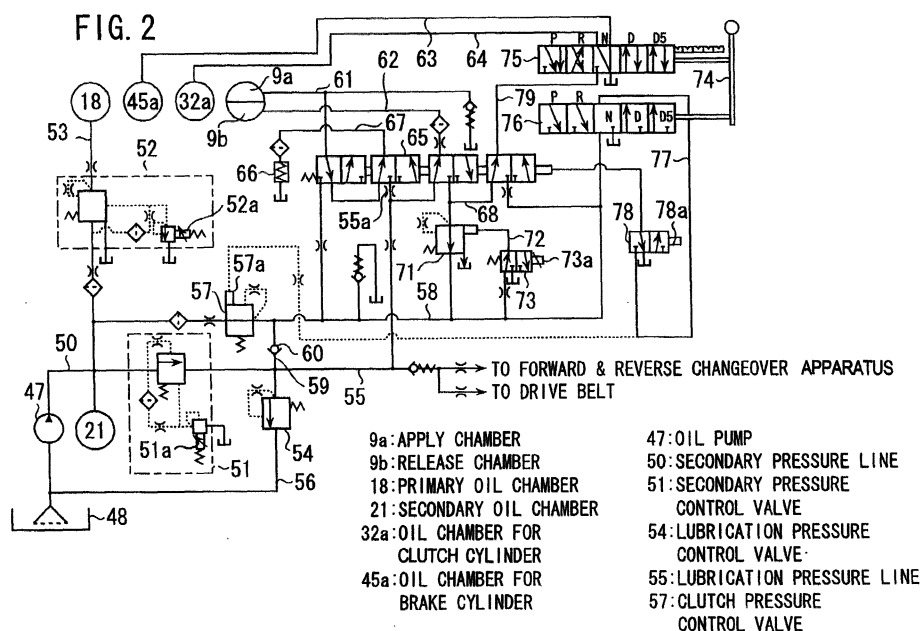 FIG. 2
63
64
75
P R N D D5
74
18
45a
32a
9a
9b
61
62
79
76
P R N D D5
53
67
65
77
52
66
52a
55a
68
78
78a
72
71
73a
73
57a
57
58
60
50
59
55
TO FORWARD & REVERSE CHANGEOVER APPARATUS
TO DRIVE BELT
47
21
51a
51
54
56
48
9a:APPLY CHAMBER
9b:RELEASE CHAMBER
18:PRIMARY OIL CHAMBER
21:SECONDARY OIL CHAMBER
32a:OIL CHAMBER FOR
CLUTCH CYLINDER
45a:OIL CHAMBER FOR
BRAKE CYLINDER
47:OIL PUMP
50:SECONDARY PRESSURE LINE
51:SECONDARY PRESSURE
CONTROL VALVE
54:LUBRICATION PRESSURE
CONTROL VALVE
55:LUBRICATION PRESSURE LINE
57:CLUTCH PRESSURE
CONTROL VALVE